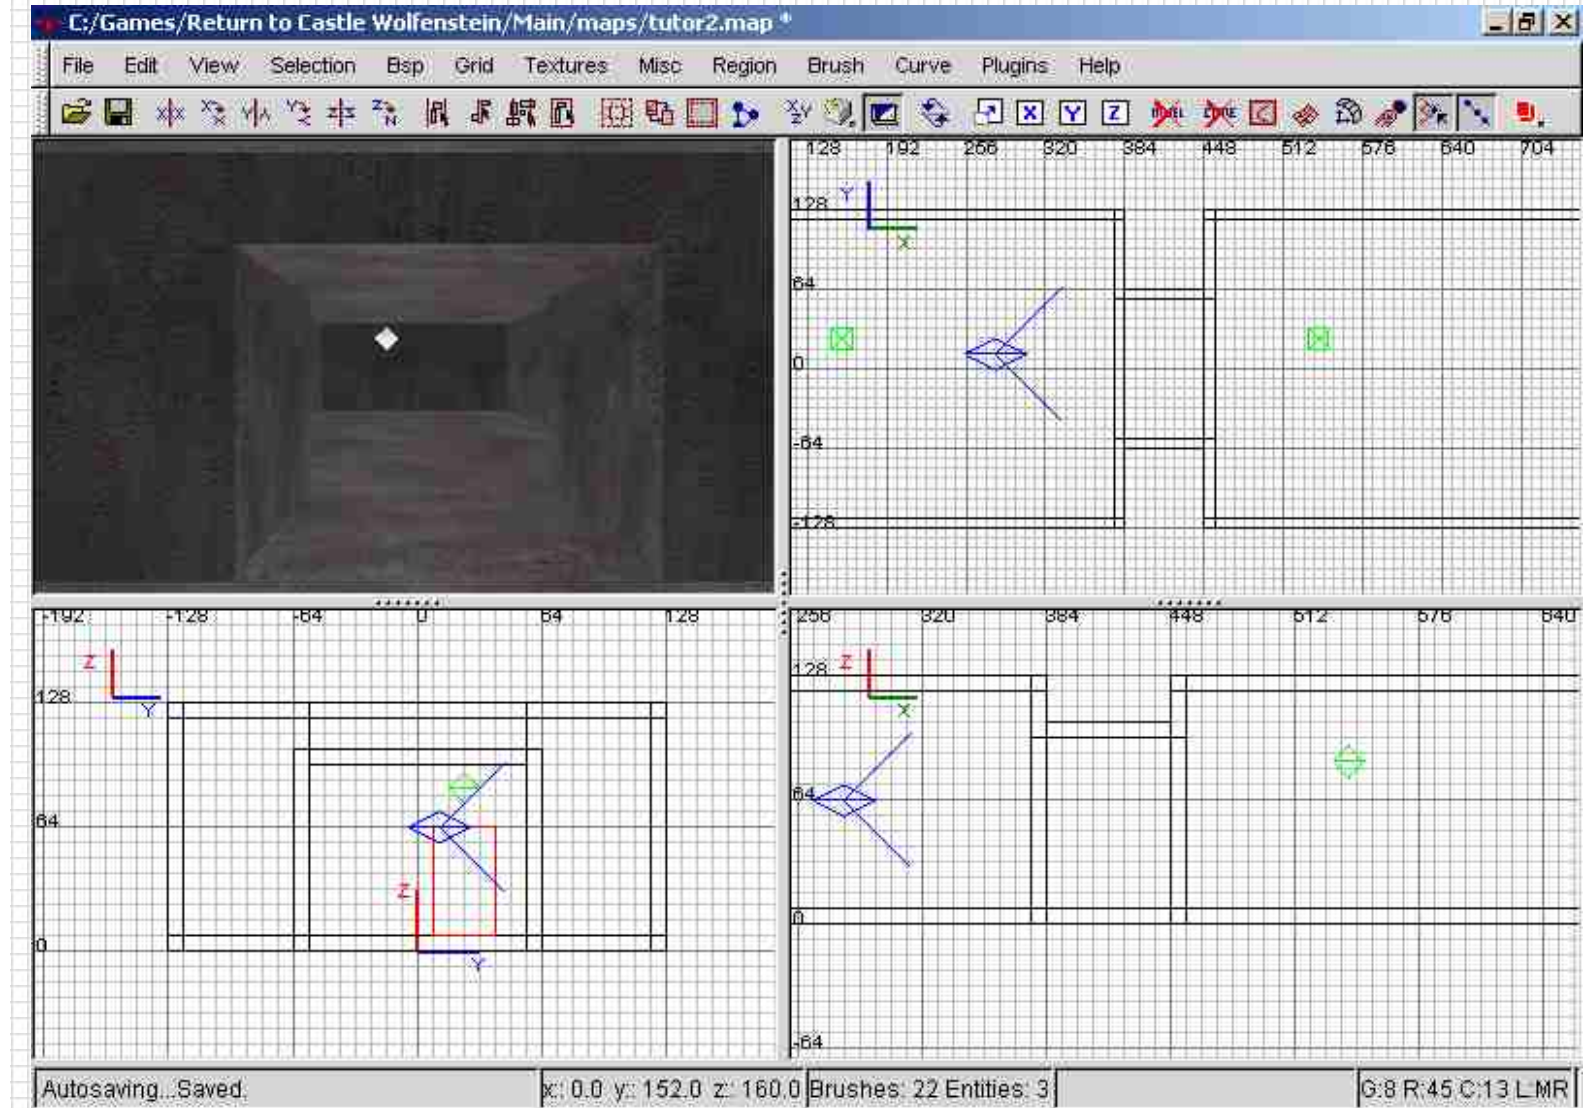 C:/Games/Return to Castle Wolfenstein/Main/maps/tutor2.map *
File Edit View Selection Bsp Grid Textures Misc Region Brush Curve Plugins Help
X Y Z
128 192 256 320 384 448 512 576 640 704
Y
X
128
64
0
-64
-128
-192 -128 -64 0 64 128
Z
Y
128
64
0
Z
Y
256 320 384 448 512 576 640
Z
X
128
64
0
-64
Autosaving...Saved. x:: 0.0 y:: 152.0 z:: 160.0 Brushes: 22 Entities: 3 G:8 R:45 C:13 L:MR